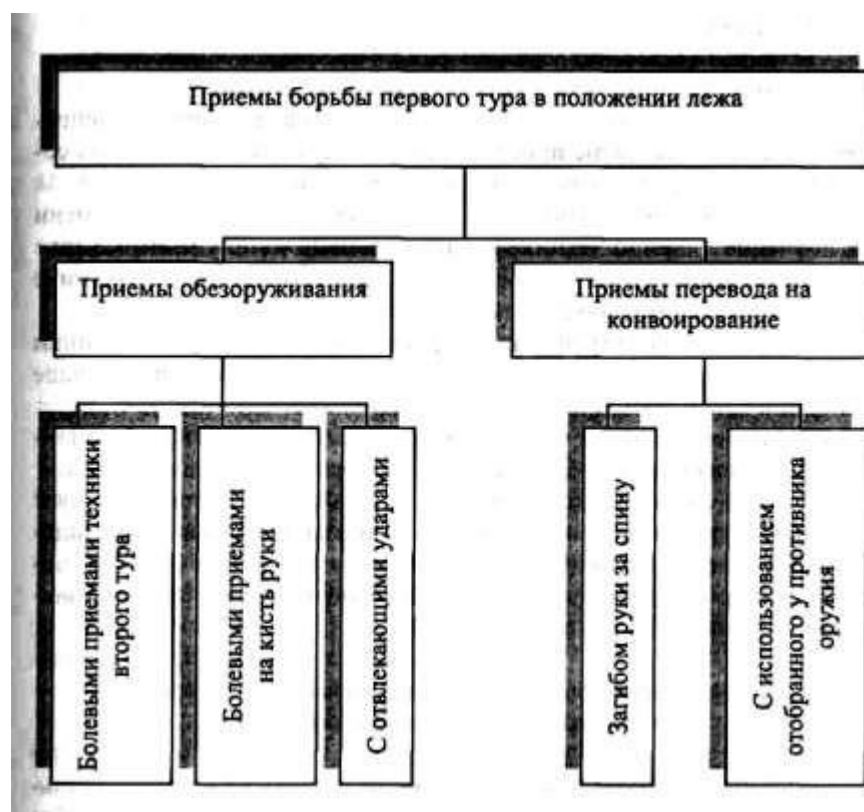 Приемы борьбы первого тура в положении лежа
Приемы обезоруживания
Приемы перевода на
конвоирование
Болевыми приемами техники
второго тура
Болевыми приемами
на кисть руки
С отвлекающими ударами
Загибом руки за спину
С использованием
отобранного у противника
оружия